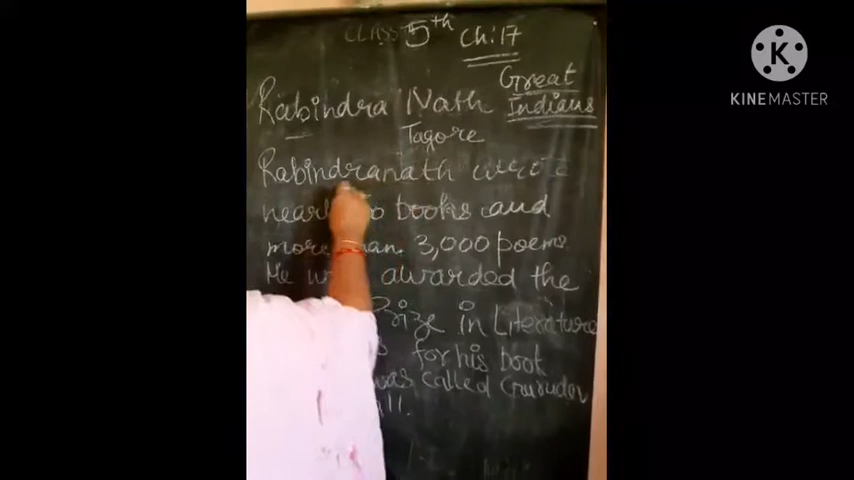 CLASS 5th Ch:17
Great
Indians
Rabindra Nath
Tagore
Rabindranath wrote
books and
more than 3,000 poems.
He awarded the
Prize in Literature
for his book
was called Gurudev
all.
KINEMASTER